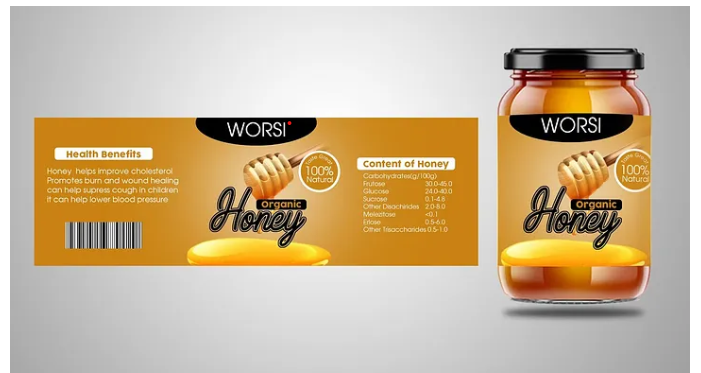 WORSI
Health Benefits
Honey helps improve cholesterol
Promotes burn and wound healing
can help supress cough in children
It can help lower blood pressure
100%
Natural
Organic
Honey
Content of Honey
Carbohydrates(g/100g)
Frutose 30.0-45.0
Glucose 24.0-40.0
Sucrose 0.1-4.8
Other Disachrides 2.0-8.0
Melezitose <0.1
Erlose 0.5-6.0
Other Trisaccharides 0.5-1.0
WORSI
100%
Natural
Organic
Honey